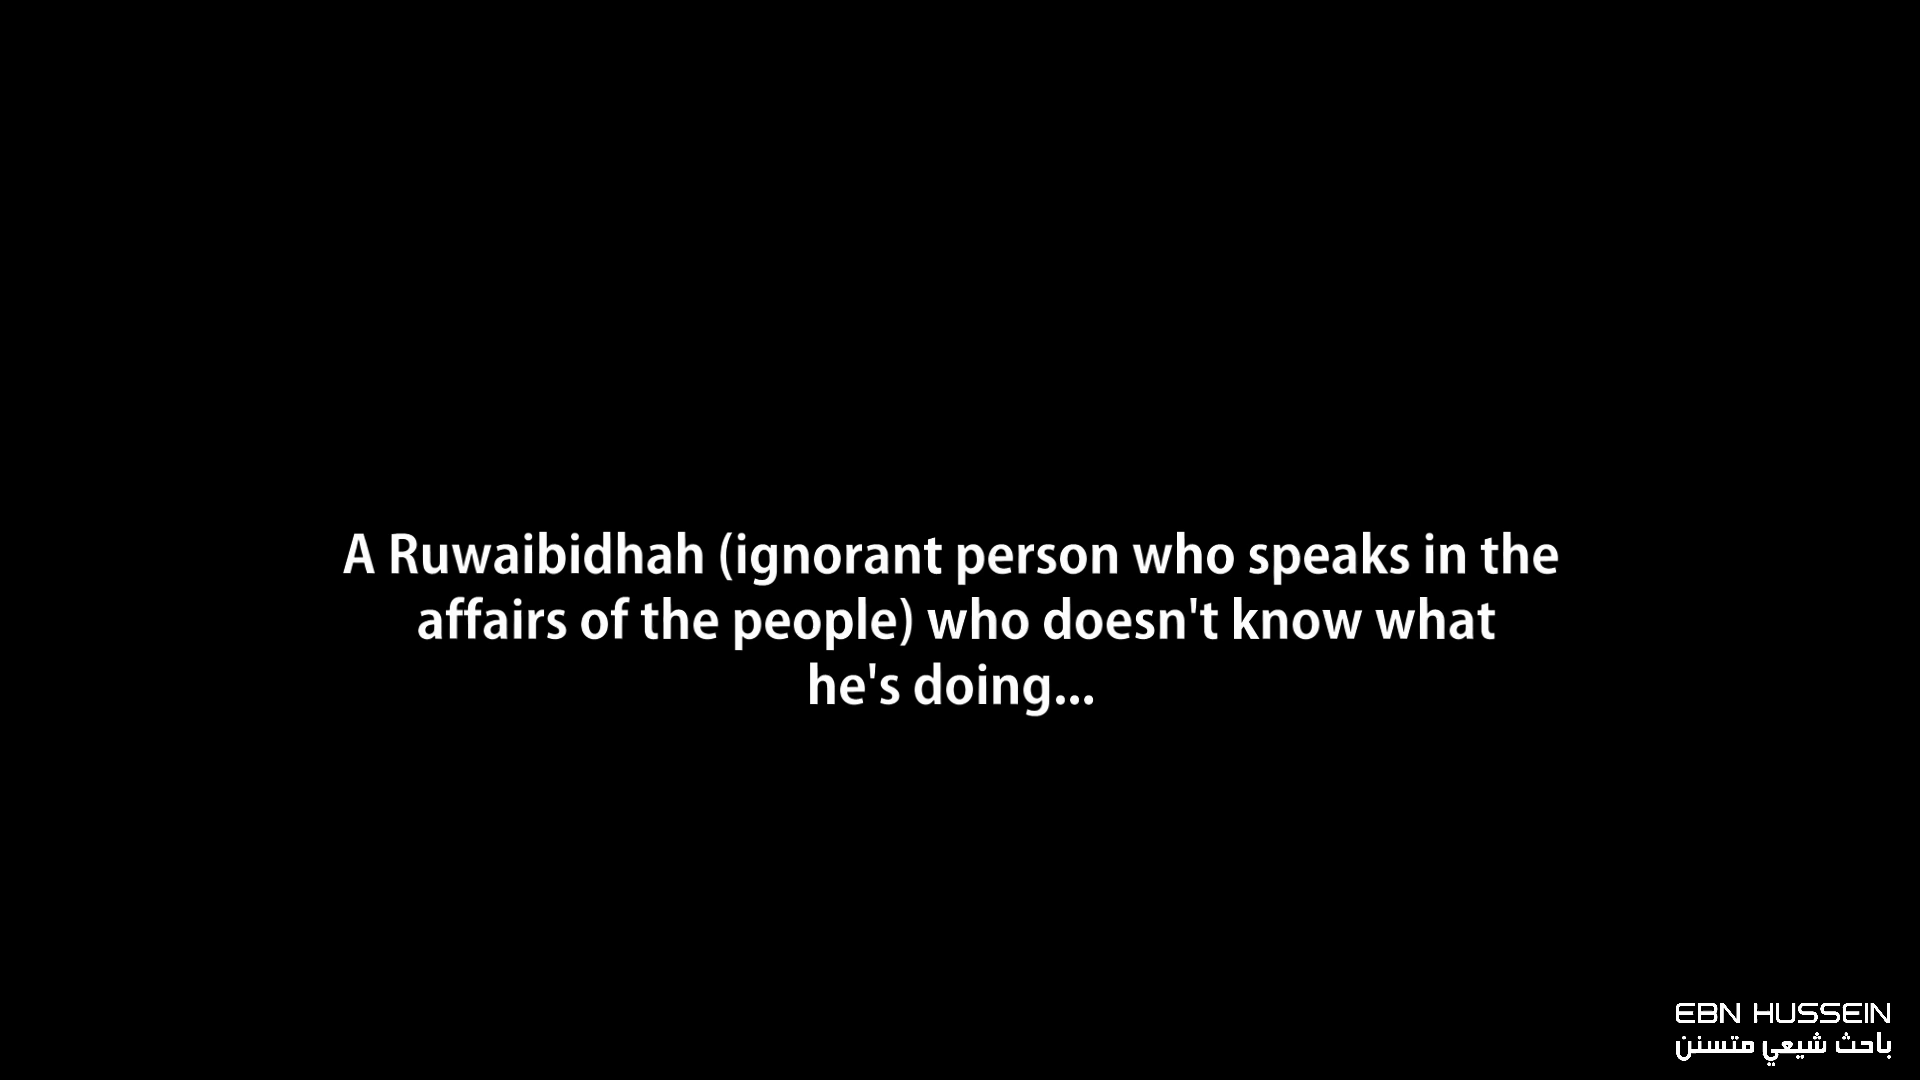 A Ruwaibidhah (ignorant person who speaks in the
affairs of the people) who doesn't know what
he's doing...
EBN HUSSEIN
باحث شيعي متسنن